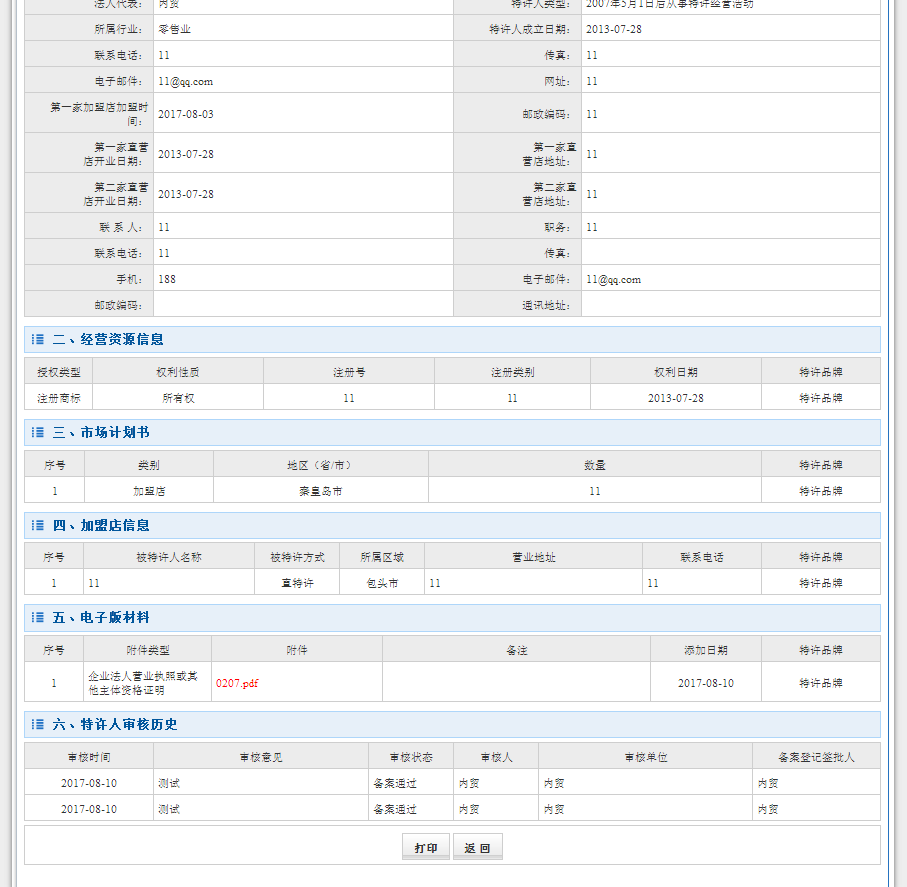 法人代表： 内资 特许人类型： 2007年5月1日后从事特许经营活动
所属行业： 零售业 特许人成立日期： 2013-07-28
联系电话： 11 传真： 11
电子邮件： 11@qq.com 网址： 11
第一家加盟店加盟时
间： 2017-08-03 邮政编码： 11
第一家直营
店开业日期： 2013-07-28 第一家直
营店地址： 11
第二家直营
店开业日期： 2013-07-28 第二家直
营店地址： 11
联 系 人： 11 职务： 11
联系电话： 11 传真：
手机： 188 电子邮件： 11@qq.com
邮政编码： 通讯地址：
二、经营资源信息
授权类型 权利性质 注册号 注册类别 权利日期 特许品牌
注册商标 所有权 11 11 2013-07-28 特许品牌
三、市场计划书
序号 类别 地区（省/市） 数量 特许品牌
1 加盟店 秦皇岛市 11 特许品牌
四、加盟店信息
序号 被特许人名称 被特许方式 所属区域 营业地址 联系电话 特许品牌
1 11 直特许 包头市 11 11 特许品牌
五、电子版材料
序号 附件类型 附件 备注 添加日期 特许品牌
1 企业法人营业执照或其
他主体资格证明 0207.pdf 2017-08-10 特许品牌
六、特许人审核历史
审核时间 审核意见 审核状态 审核人 审核单位 备案登记签批人
2017-08-10 测试 备案通过 内资 内资 内资
2017-08-10 测试 备案通过 内资 内资 内资
打印 返 回